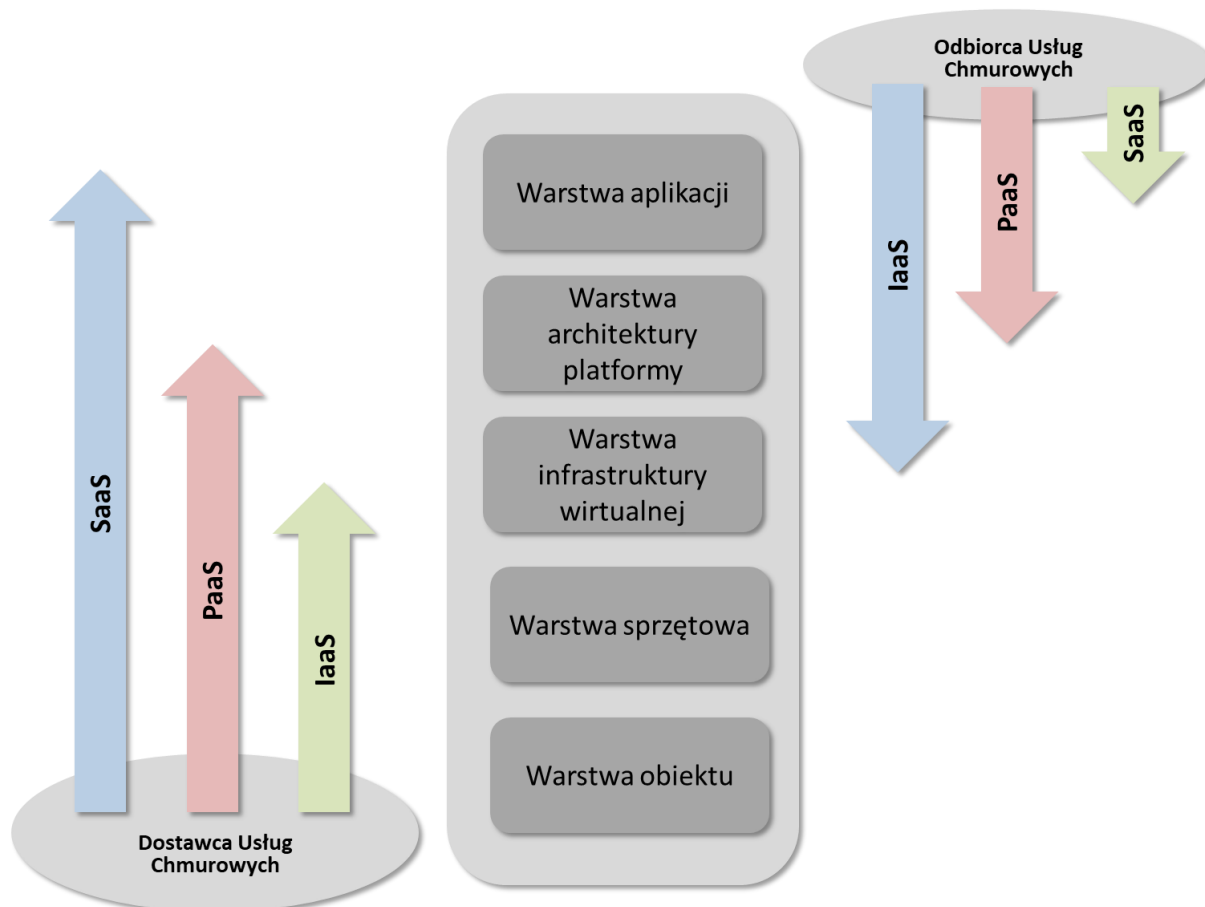 Odbiorca Usług
Chmurowych
IaaS
PaaS
SaaS
Warstwa aplikacji
Warstwa
architektury
platformy
Warstwa
infrastruktury
wirtualnej
Warstwa sprzętowa
Warstwa obiektu
SaaS
PaaS
IaaS
Dostawca Usług
Chmurowych